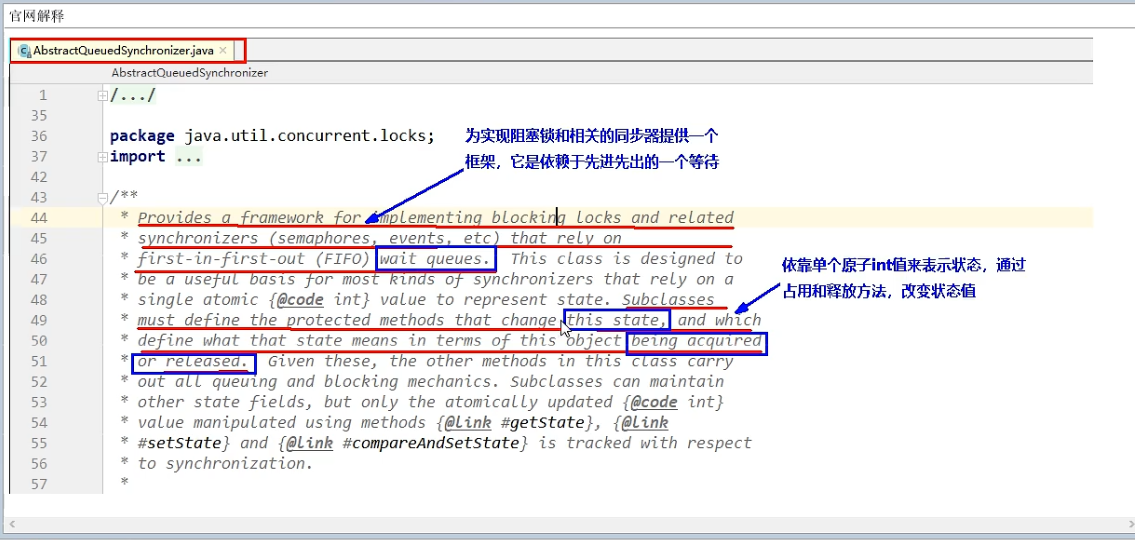 官网解释
AbstractQueuedSynchronizer.java ×
AbstractQueuedSynchronizer
1 /.../
35
36 package java.util.concurrent.locks;
37 import ...
42
43 /**
44 * Provides a framework for implementing blocking locks and related
45 * synchronizers (semaphores, events, etc) that rely on
46 * first-in-first-out (FIFO) wait queues.  This class is designed to
47 * be a useful basis for most kinds of synchronizers that rely on a
48 * single atomic {@code int} value to represent state. Subclasses
49 * must define the protected methods that change this state, and which
50 * define what that state means in terms of this object being acquired
51 * or released.  Given these, the other methods in this class carry
52 * out all queuing and blocking mechanics. Subclasses can maintain
53 * other state fields, but only the atomically updated {@code int}
54 * value manipulated using methods {@link #getState}, {@link
55 * #setState} and {@link #compareAndSetState} is tracked with respect
56 * to synchronization.
57 *
为实现阻塞锁和相关的同步器提供一个
框架，它是依赖于先进先出的一个等待
依靠单个原子int值来表示状态，通过
占用和释放方法，改变状态值